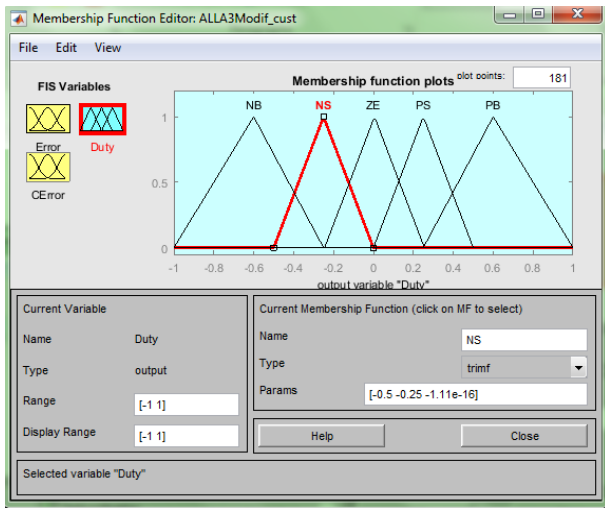 Membership Function Editor: ALLA3Modif_cust
File Edit View
FIS Variables
Membership function plots
plot points:
181
Error
Duty
CError
NB NS ZE PS PB
1
0.5
0
-1 -0.8 -0.6 -0.4 -0.2 0 0.2 0.4 0.6 0.8 1
output variable "Duty"
Current Variable
Name Duty
Type output
Range [-1 1]
Display Range [-1 1]
Current Membership Function (click on MF to select)
Name NS
Type trimf
Params [-0.5 -0.25 -1.11e-16]
Help Close
Selected variable "Duty"